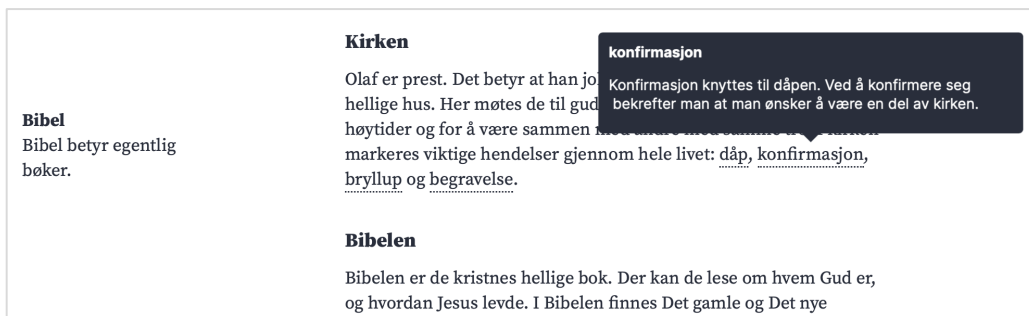 Bibel
Bibel betyr egentlig
bøker.
Kirken
Olaf er prest. Det betyr at han
hellige hus. Her møtes de til
høytider og for å være sammen
markeres viktige hendelser gjennom hele livet: dåp, konfirmasjon,
bryllup og begravelse.
konfirmasjon
Konfirmasjon knyttes til dåpen. Ved å konfirmere seg
bekrefter man at man ønsker å være en del av kirken.
Bibelen
Bibelen er de kristnes hellige bok. Der kan de lese om hvem Gud er,
og hvordan Jesus levde. I Bibelen finnes Det gamle og Det nye